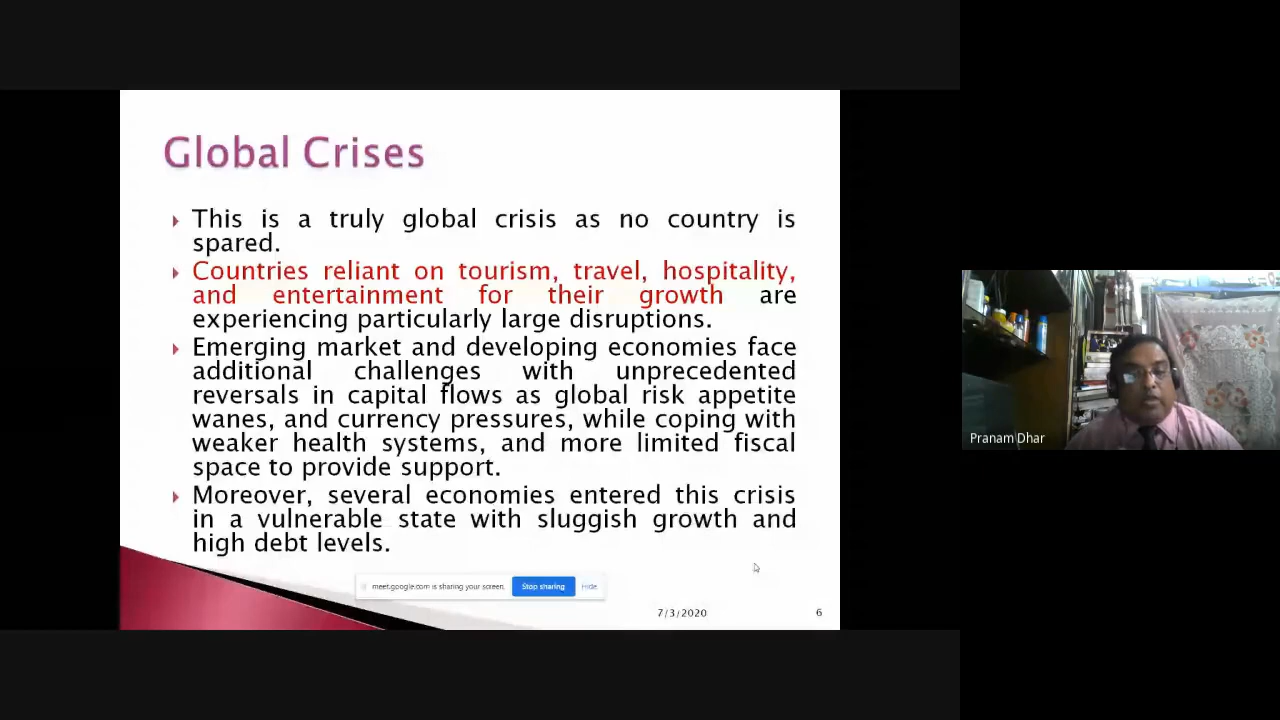 Global Crises
This is a truly global crisis as no country is
spared.
Countries reliant on tourism, travel, hospitality,
and entertainment for their growth are
experiencing particularly large disruptions.
Emerging market and developing economies face
additional challenges with unprecedented
reversals in capital flows as global risk appetite
wanes, and currency pressures, while coping with
weaker health systems, and more limited fiscal
space to provide support.
Moreover, several economies entered this crisis
in a vulnerable state with sluggish growth and
high debt levels.
meet.google.com is sharing your screen.
Stop sharing
Hide
7/3/2020
6
Pranam Dhar